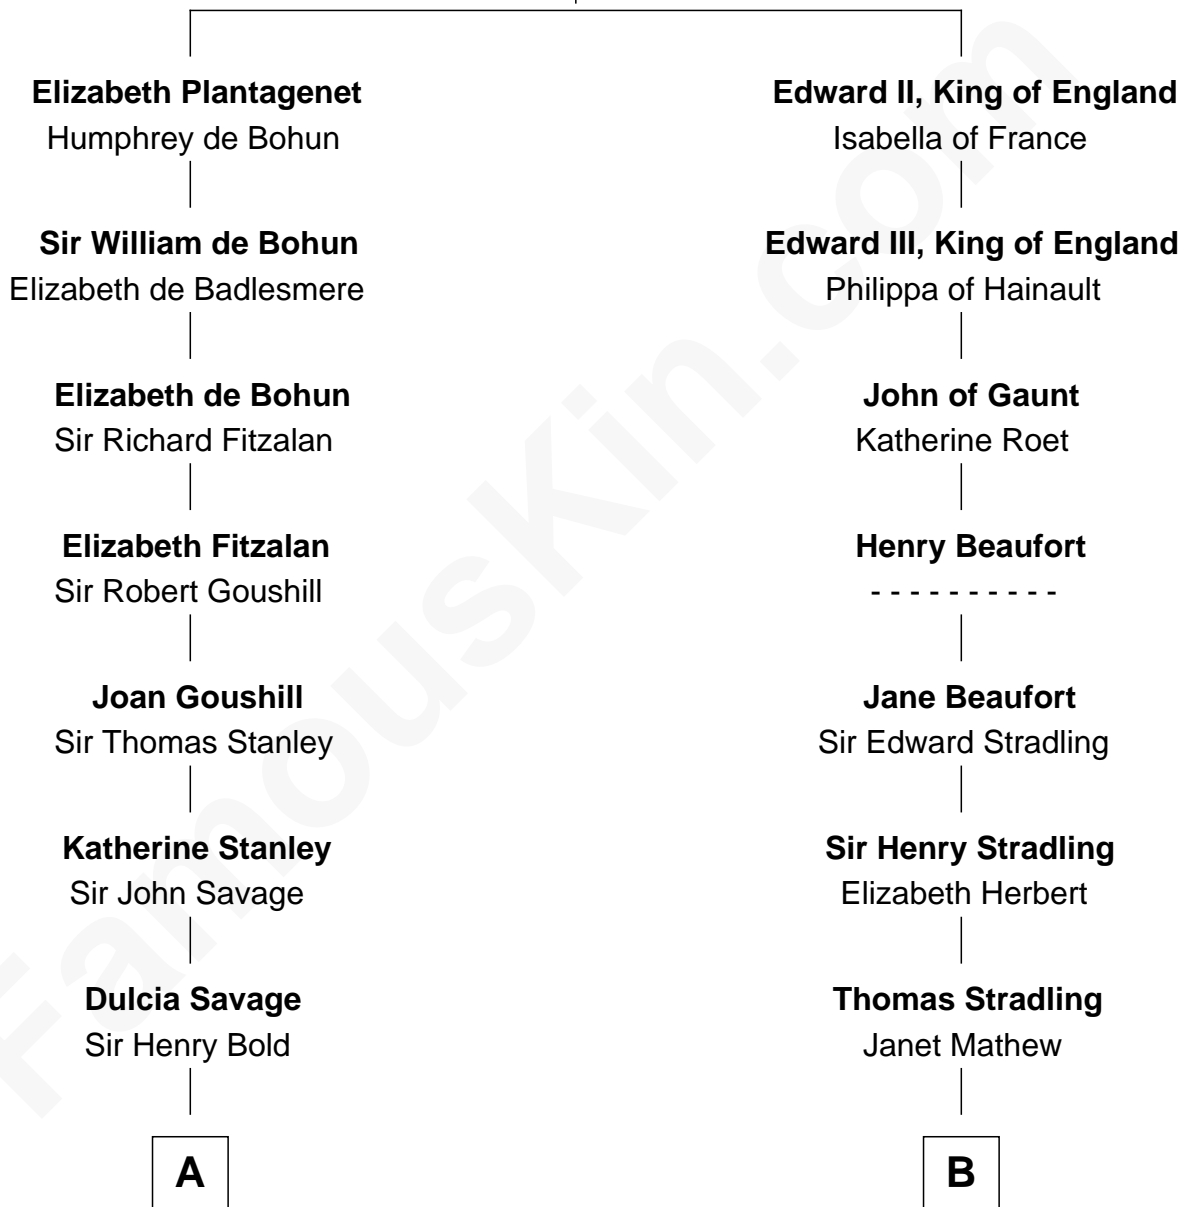 Elizabeth Plantagenet
Humphrey de Bohun
Sir William de Bohun
Elizabeth de Badlesmere
Elizabeth de Bohun
Sir Richard Fitzalan
Elizabeth Fitzalan
Sir Robert Goushill
Joan Goushill
Sir Thomas Stanley
Katherine Stanley
Sir John Savage
Dulcia Savage
Sir Henry Bold
A
Edward II, King of England
Isabella of France
Edward III, King of England
Philippa of Hainault
John of Gaunt
Katherine Roet
Henry Beaufort
- - - - - - - - - -
Jane Beaufort
Sir Edward Stradling
Sir Henry Stradling
Elizabeth Herbert
Thomas Stradling
Janet Mathew
B
FamousKin.com